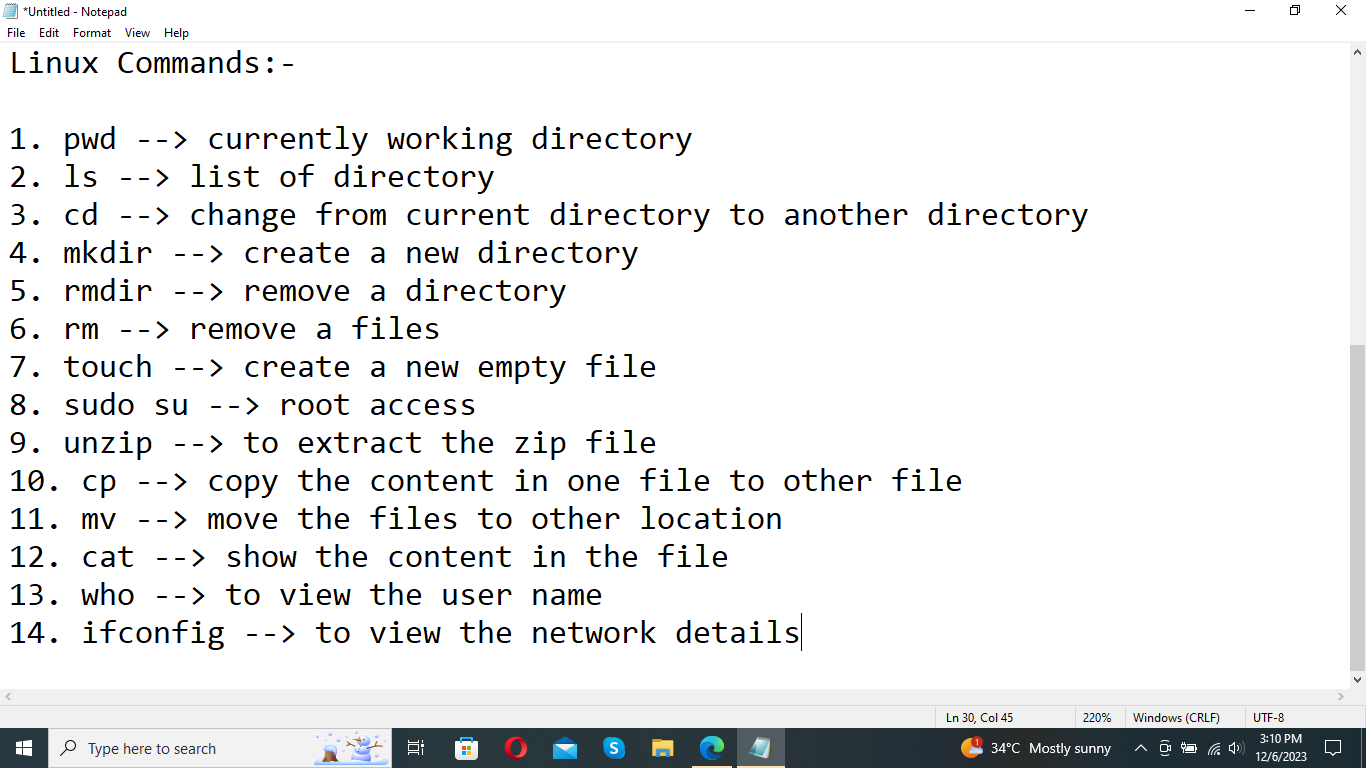 *Untitled - Notepad
File Edit Format View Help
Linux Commands:-
1. pwd --> currently working directory
2. ls --> list of directory
3. cd --> change from current directory to another directory
4. mkdir --> create a new directory
5. rmdir --> remove a directory
6. rm --> remove a files
7. touch --> create a new empty file
8. sudo su --> root access
9. unzip --> to extract the zip file
10. cp --> copy the content in one file to other file
11. mv --> move the files to other location
12. cat --> show the content in the file
13. who --> to view the user name
14. ifconfig --> to view the network details
Ln 30, Col 45 220% Windows (CRLF) UTF-8
Type here to search 1 34°C Mostly sunny 3:10 PM
12/6/2023